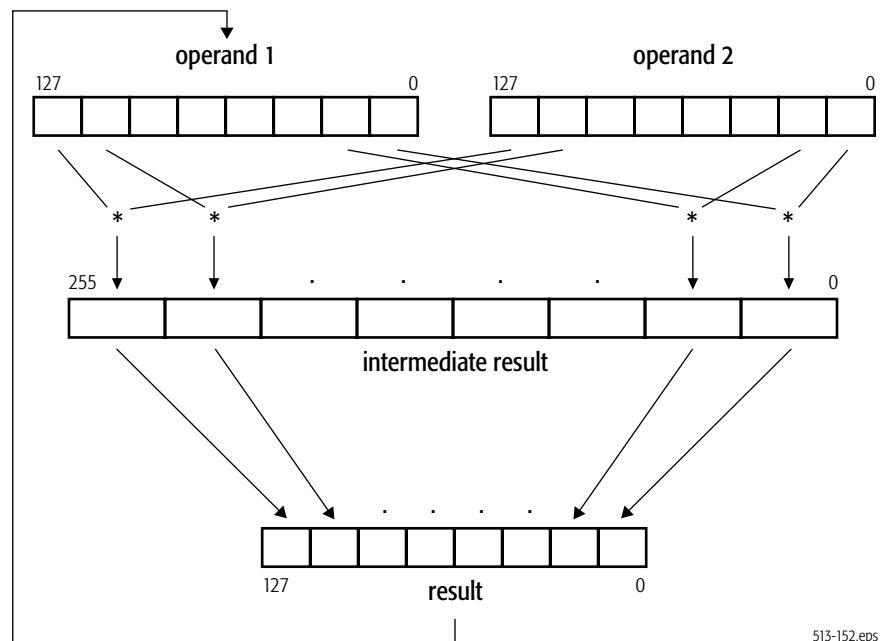 operand 1 operand 2
127 0 127 0
* * * *
255 . . . . 0
intermediate result
. . . .
127 result 0
513-152.eps